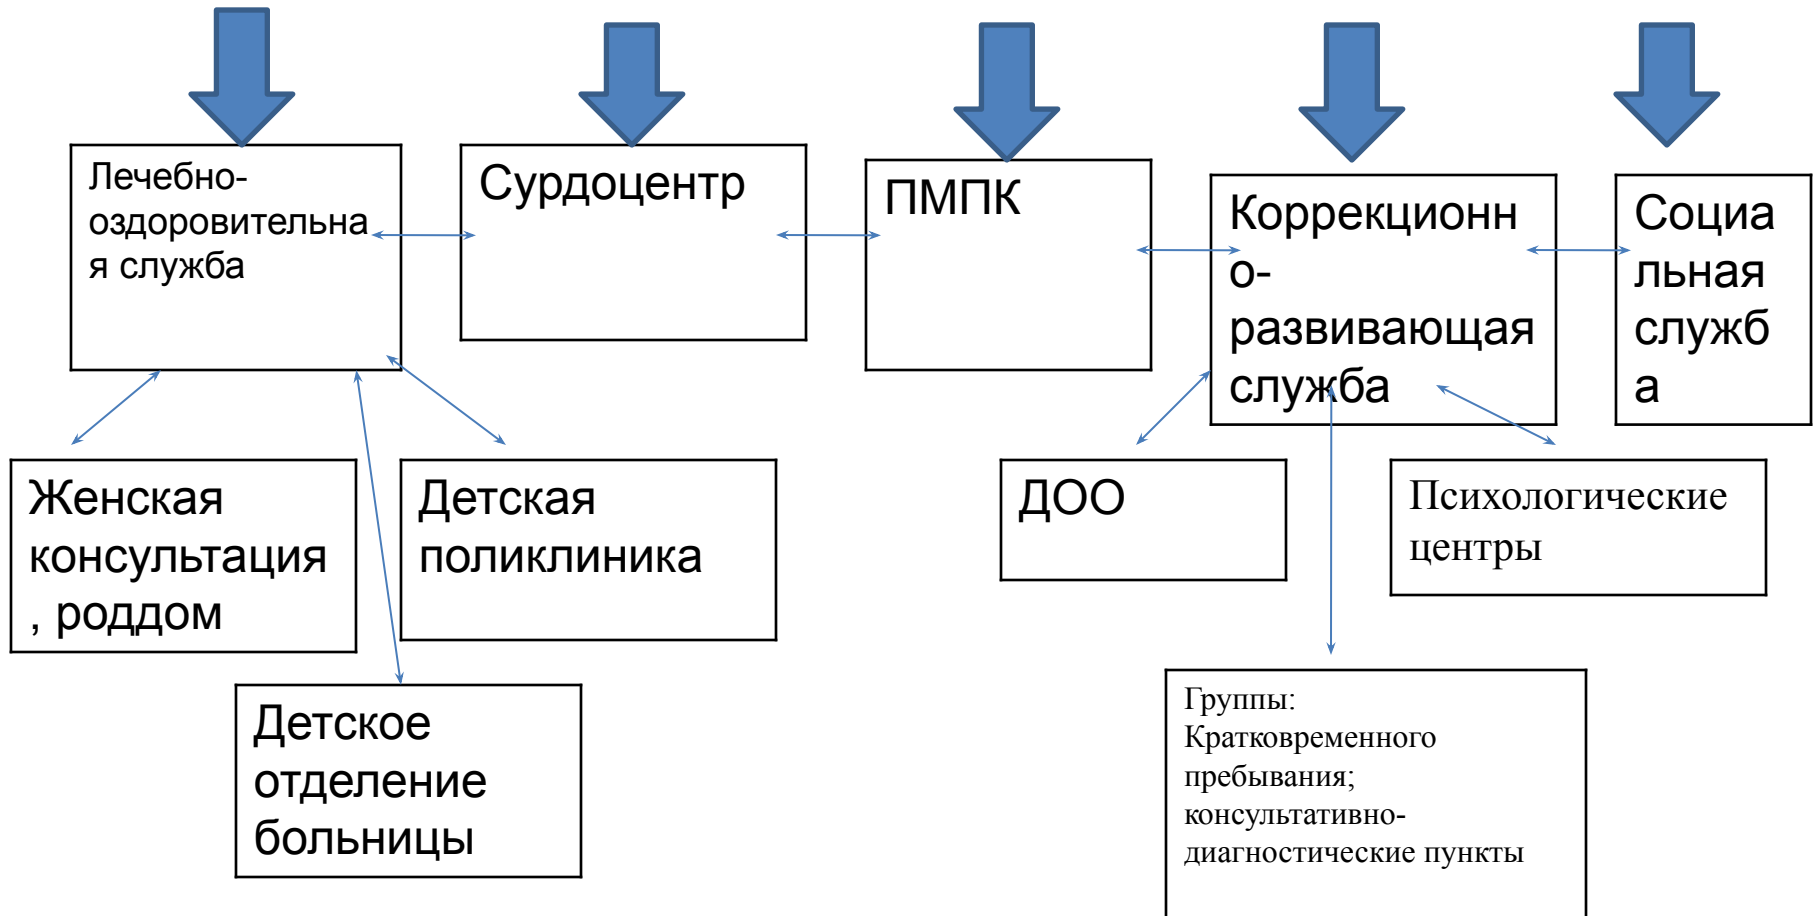 Лечебно-
оздоровительна
я служба
Сурдоцентр
ПМПК
Коррекционн
о-
развивающая
служба
Социа
льная
служб
а
Женская
консультация
, роддом
Детская
поликлиника
ДОО
Психологические
центры
Детское
отделение
больницы
Группы:
Кратковременного
пребывания;
консультативно-
диагностические пункты